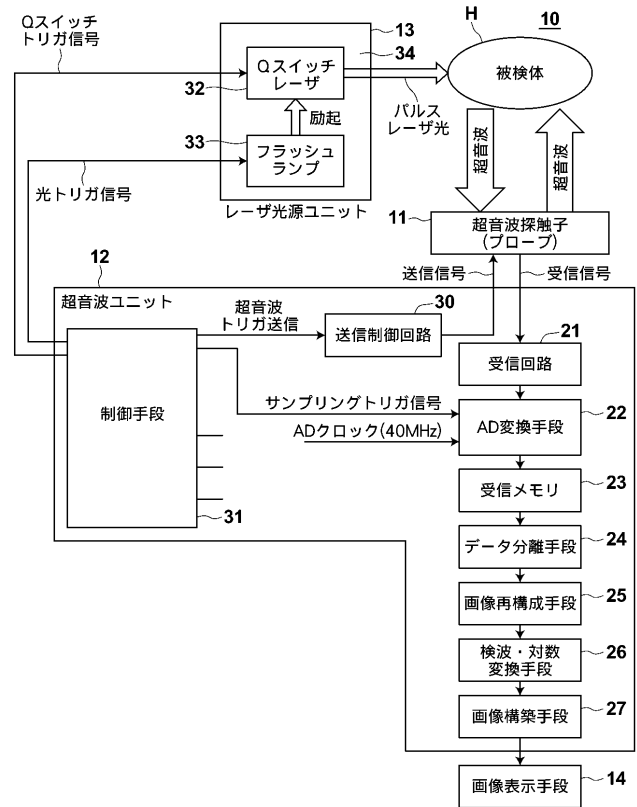 Qスイッチ
トリガ信号
13
H
10
34
Qスイッチ
レーザ
32
被検体
パルス
レーザ光
励起
33
フラッシュ
ランプ
光トリガ信号
レーザ光源ユニット
超音波
超音波
11
超音波探触子
(プローブ)
12
送信信号
受信信号
超音波ユニット
超音波
トリガ送信
30
送信制御回路
21
受信回路
制御手段
サンプリングトリガ信号
22
AD変換手段
ADクロック(40MHz)
23
受信メモリ
31
24
データ分離手段
25
画像再構成手段
26
検波・対数
変換手段
27
画像構築手段
画像表示手段
14